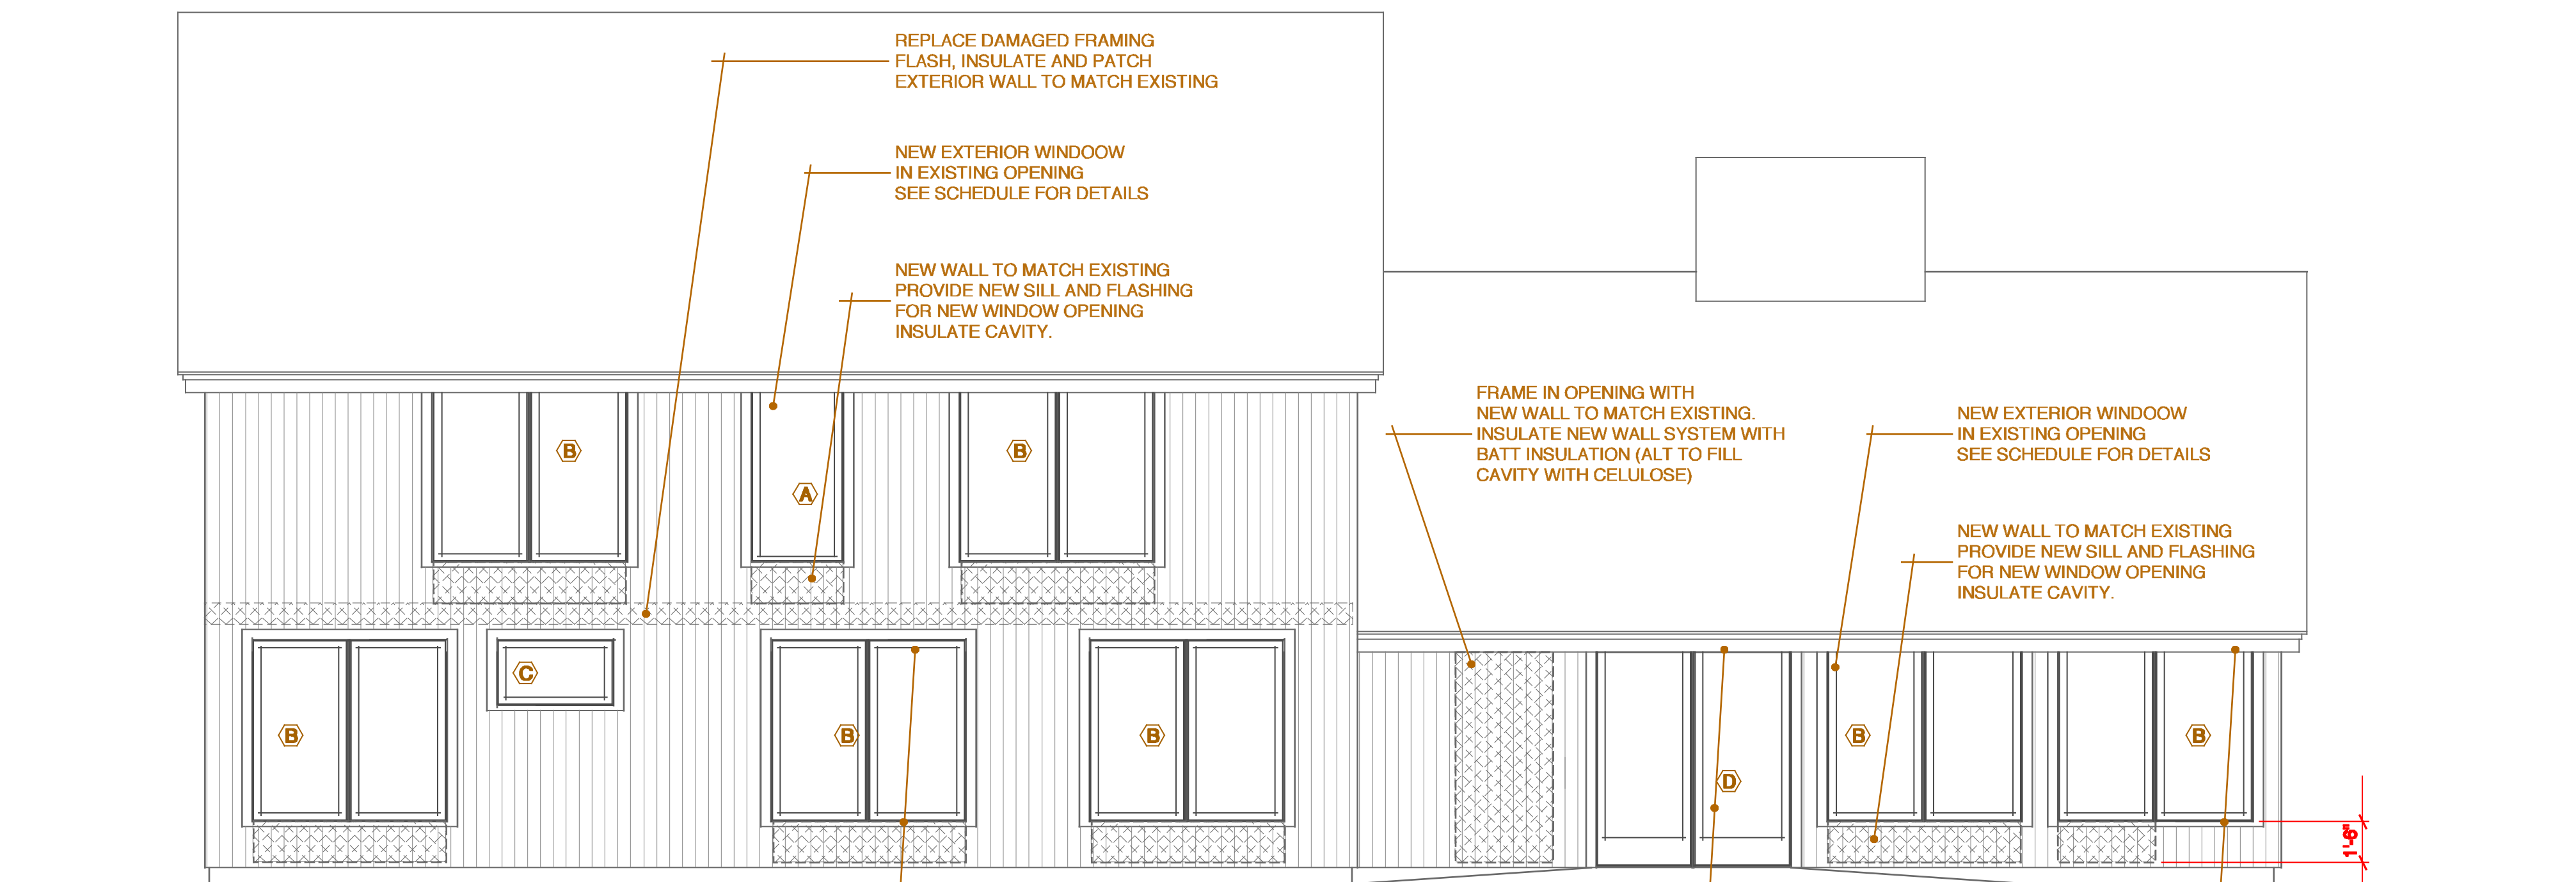 REPLACE DAMAGED FRAMING
FLASH, INSULATE AND PATCH
EXTERIOR WALL TO MATCH EXISTING
NEW EXTERIOR WINDOOW
IN EXISTING OPENING
SEE SCHEDULE FOR DETAILS
NEW WALL TO MATCH EXISTING
PROVIDE NEW SILL AND FLASHING
FOR NEW WINDOW OPENING
INSULATE CAVITY.
FRAME IN OPENING WITH
NEW WALL TO MATCH EXISTING.
INSULATE NEW WALL SYSTEM WITH
BATT INSULATION (ALT TO FILL
CAVITY WITH CELULOSE)
NEW EXTERIOR WINDOOW
IN EXISTING OPENING
SEE SCHEDULE FOR DETAILS
NEW WALL TO MATCH EXISTING
PROVIDE NEW SILL AND FLASHING
FOR NEW WINDOW OPENING
INSULATE CAVITY.
B
A
B
C
B
B
B
D
B
B
1'-6"